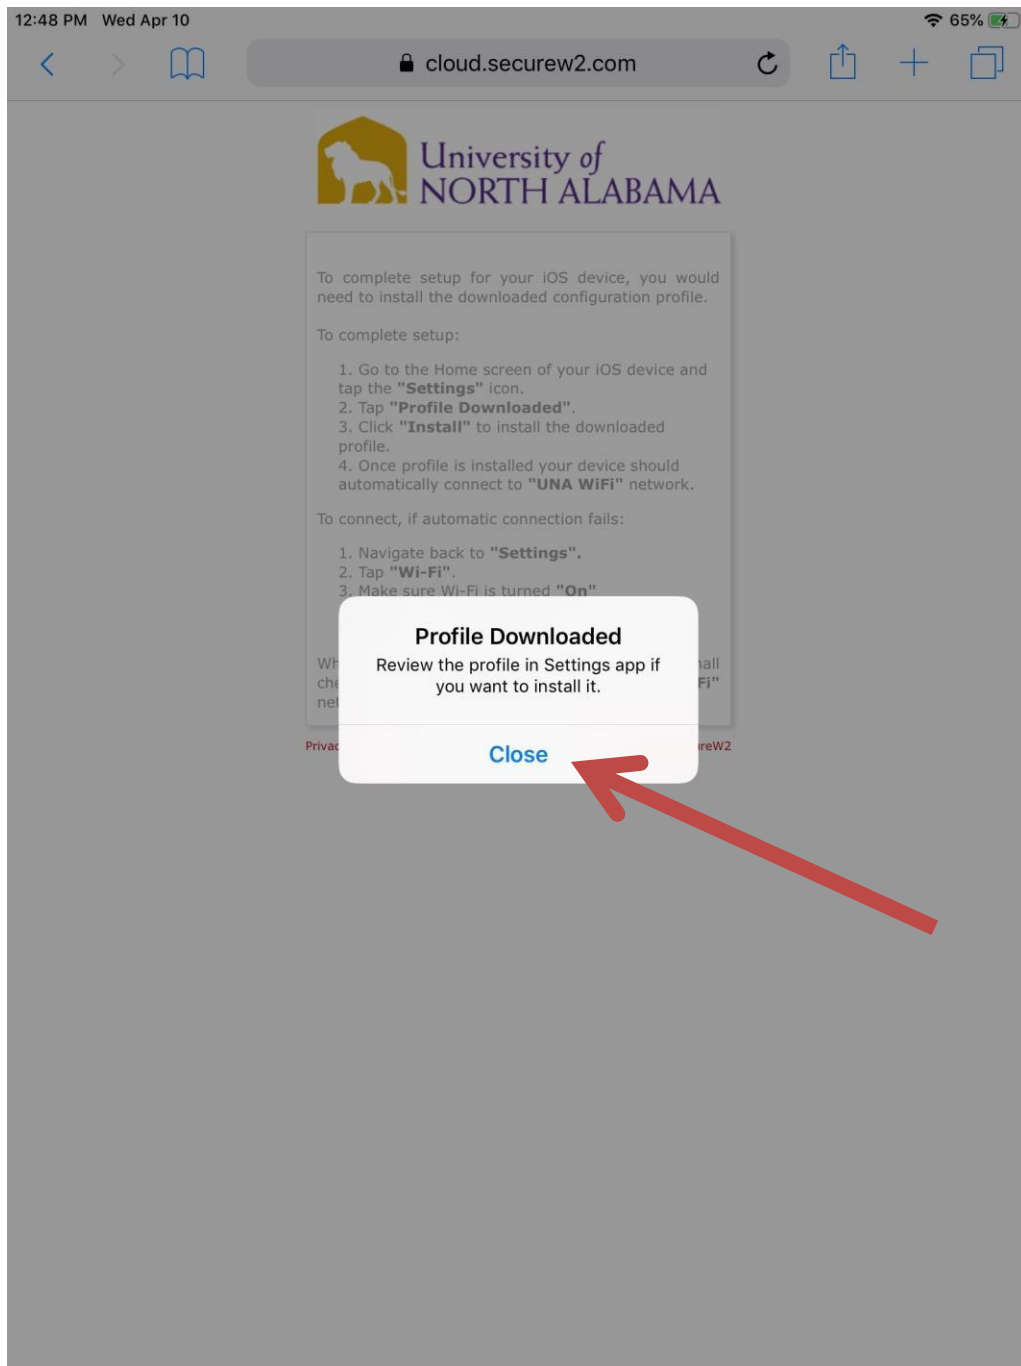 12:48 PM Wed Apr 10 65%
cloud.securew2.com
University of
NORTH ALABAMA
To complete setup for your iOS device, you would
need to install the downloaded configuration profile.
To complete setup:
1. Go to the Home screen of your iOS device and
tap the "Settings" icon.
2. Tap "Profile Downloaded".
3. Click "Install" to install the downloaded
profile.
4. Once profile is installed your device should
automatically connect to "UNA WiFi" network.
To connect, if automatic connection fails:
1. Navigate back to "Settings".
2. Tap "Wi-Fi".
3. Make sure Wi-Fi is turned "On"
Profile Downloaded
Review the profile in Settings app if
you want to install it.
Close